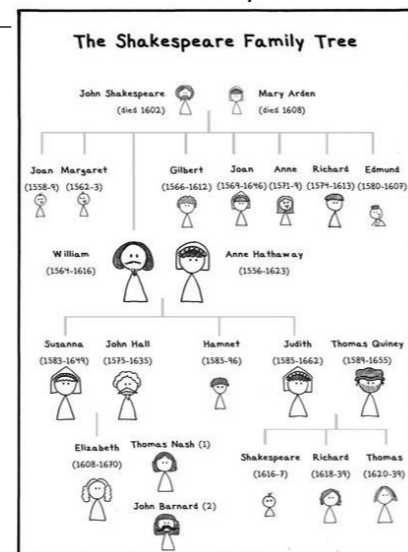 The Shakespeare Family Tree
John Shakespeare
(died 1602)
Mary Arden
(died 1608)
Joan
(1558-9)
Margaret
(1562-3)
Gilbert
(1566-1612)
Joan
(1569-1646)
Anne
(1571-9)
Richard
(1574-1613)
Edmund
(1580-1607)
William
(1564-1616)
Anne Hathaway
(1556-1623)
Susanna
(1583-1649)
John Hall
(1575-1635)
Hamnet
(1585-96)
Judith
(1585-1662)
Thomas Quiney
(1589-1655)
Elizabeth
(1608-1670)
Thomas Nash (1)
John Barnard (2)
Shakespeare
(1616-7)
Richard
(1618-39)
Thomas
(1620-39)